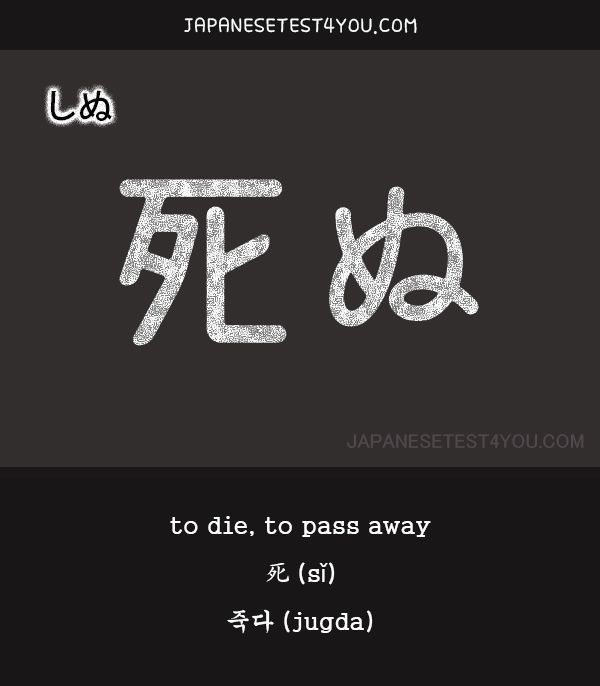 JAPANESETEST4YOU.COM
しぬ
死ぬ
JAPANESETEST4YOU.COM
to die, to pass away
死 (sǐ)
죽다 (jugda)